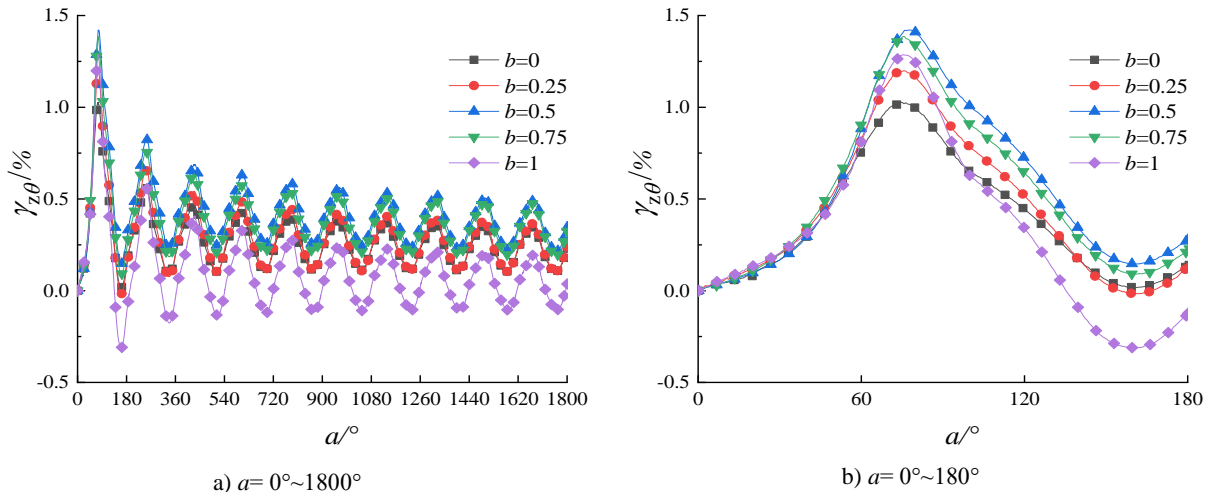 1.5
1.0
0.5
0.0
-0.5
γzθ/%
b=0
b=0.25
b=0.5
b=0.75
b=1
0 180 360 540 720 900 1080 1260 1440 1620 1800
a/°
a) a= 0°~1800°
1.5
1.0
0.5
0.0
-0.5
γzθ/%
b=0
b=0.25
b=0.5
b=0.75
b=1
0 60 120 180
a/°
b) a= 0°~180°